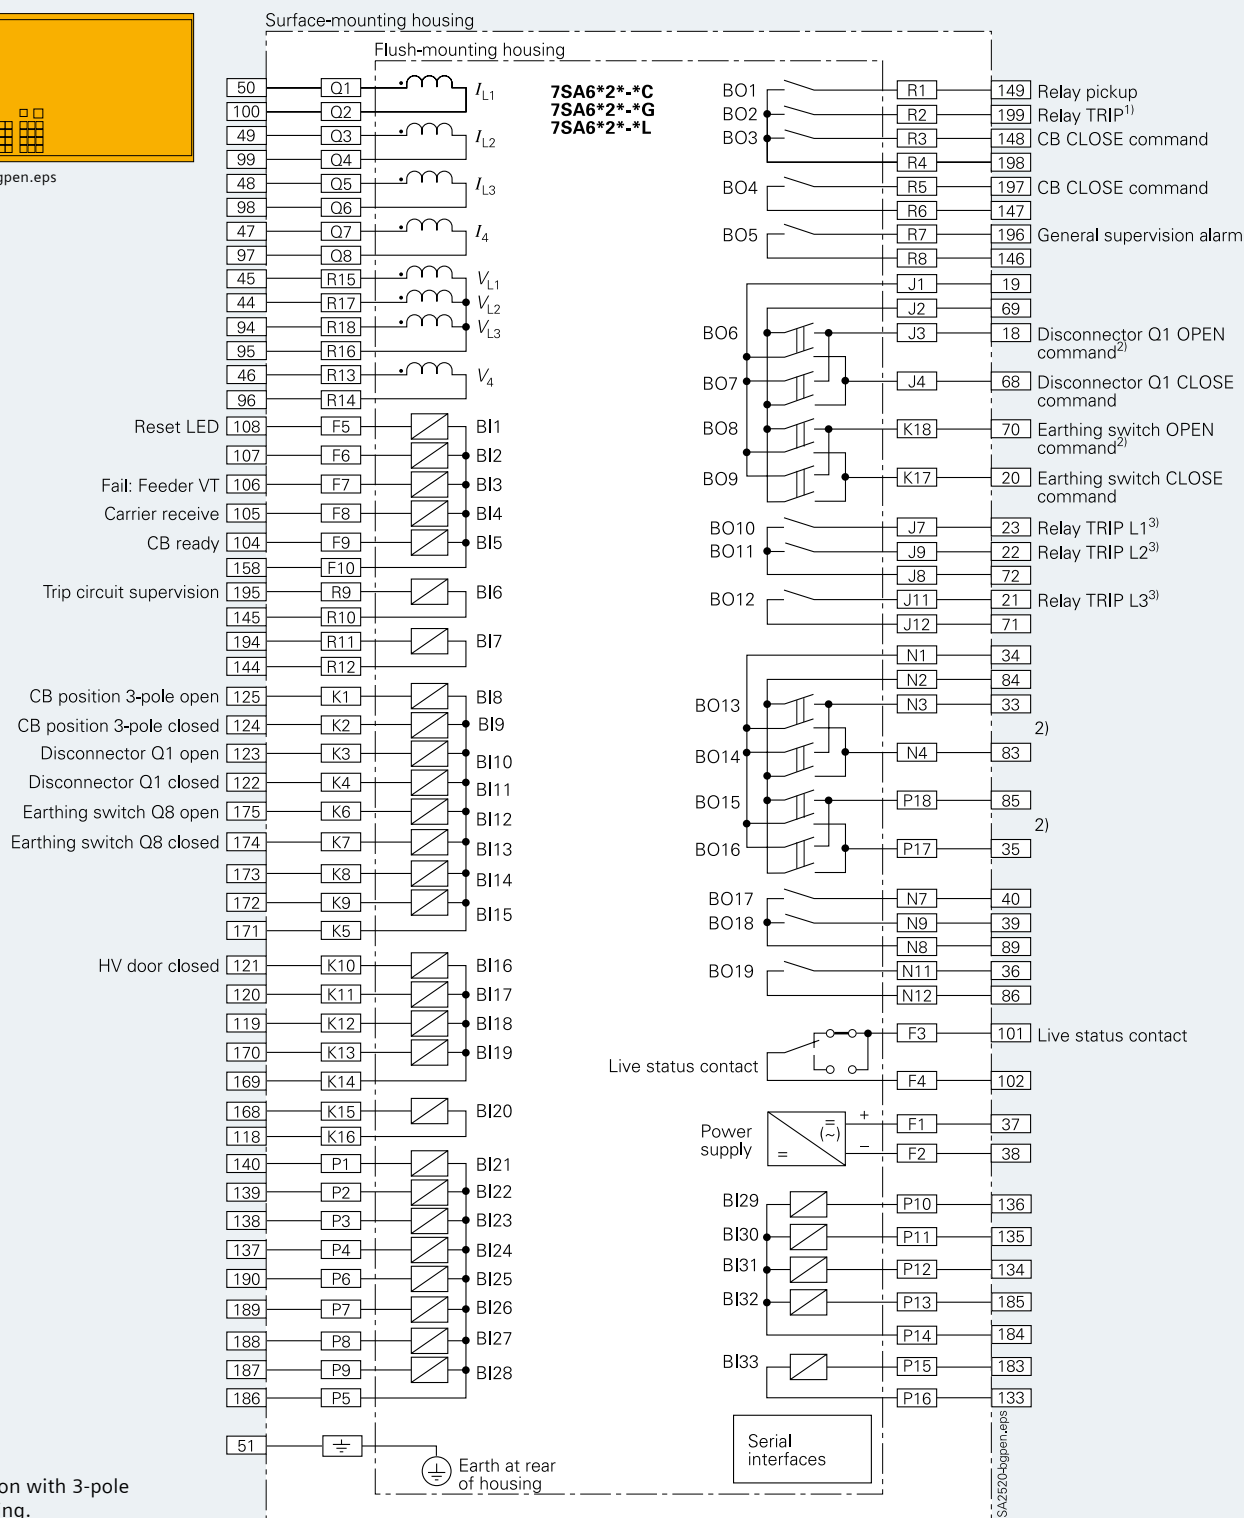 Surface-mounting housing
Flush-mounting housing
7SA6*2*-*C
7SA6*2*-*G
7SA6*2*-*L
gpen.eps
50 Q1 IL1
100 Q2
49 Q3 IL2
99 Q4
48 Q5 IL3
98 Q6
47 Q7 I4
97 Q8
45 R15 VL1
44 R17 VL2
94 R18 VL3
95 R16
46 R13 V4
96 R14
Reset LED 108 F5 BI1
107 F6 BI2
Fail: Feeder VT 106 F7 BI3
Carrier receive 105 F8 BI4
CB ready 104 F9 BI5
158 F10
Trip circuit supervision 195 R9 BI6
145 R10
194 R11 BI7
144 R12
CB position 3-pole open 125 K1 BI8
CB position 3-pole closed 124 K2 BI9
Disconnector Q1 open 123 K3 BI10
Disconnector Q1 closed 122 K4 BI11
Earthing switch Q8 open 175 K6 BI12
Earthing switch Q8 closed 174 K7 BI13
173 K8 BI14
172 K9 BI15
171 K5
HV door closed 121 K10 BI16
120 K11 BI17
119 K12 BI18
170 K13 BI19
169 K14
168 K15 BI20
118 K16
140 P1 BI21
139 P2 BI22
138 P3 BI23
137 P4 BI24
190 P6 BI25
189 P7 BI26
188 P8 BI27
187 P9 BI28
186 P5
51
Earth at rear
of housing
BO1 R1 149 Relay pickup
BO2 R2 199 Relay TRIP1)
BO3 R3 148 CB CLOSE command
R4 198
BO4 R5 197 CB CLOSE command
R6 147
BO5 R7 196 General supervision alarm
R8 146
J1 19
J2 69
BO6 J3 18 Disconnector Q1 OPEN
command2)
BO7 J4 68 Disconnector Q1 CLOSE
command
BO8 K18 70 Earthing switch OPEN
command2)
BO9 K17 20 Earthing switch CLOSE
command
BO10 J7 23 Relay TRIP L13)
BO11 J9 22 Relay TRIP L23)
J8 72
BO12 J11 21 Relay TRIP L33)
J12 71
N1 34
N2 84
BO13 N3 33
2)
BO14 N4 83
BO15 P18 85
2)
BO16 P17 35
BO17 N7 40
BO18 N9 39
N8 89
BO19 N11 36
N12 86
F3 101 Live status contact
Live status contact
F4 102
Power
supply
= = (~) + F1 37
− F2 38
BI29 P10 136
BI30 P11 135
BI31 P12 134
BI32 P13 185
P14 184
BI33 P15 183
P16 133
Serial
interfaces
SA2520-bgpen.eps
on with 3-pole
ing.